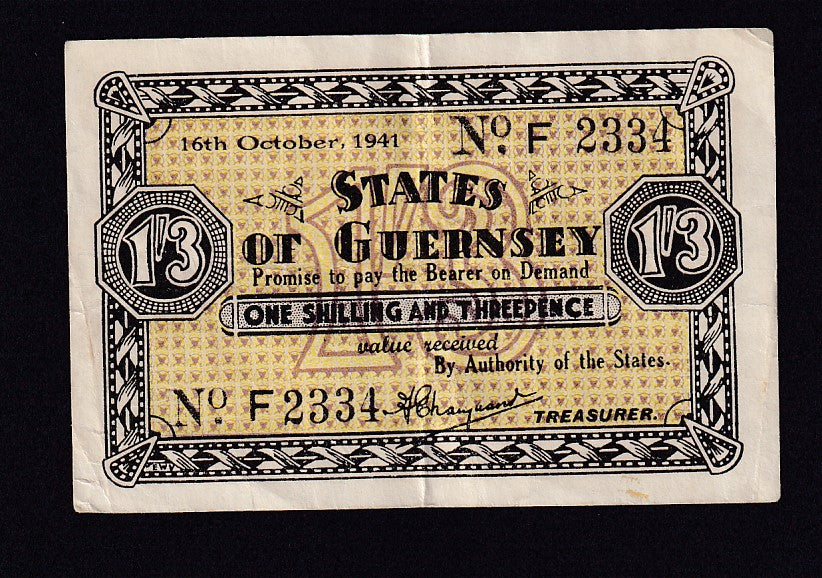 16th October, 1941
Nº F 2334
STATES
OF GUERNSEY
1'/3
1'/3
Promise to pay the Bearer on Demand
ONE SHILLING AND THREEPENCE
value received
By Authority of the States.
Nº F 2334
TREASURER.